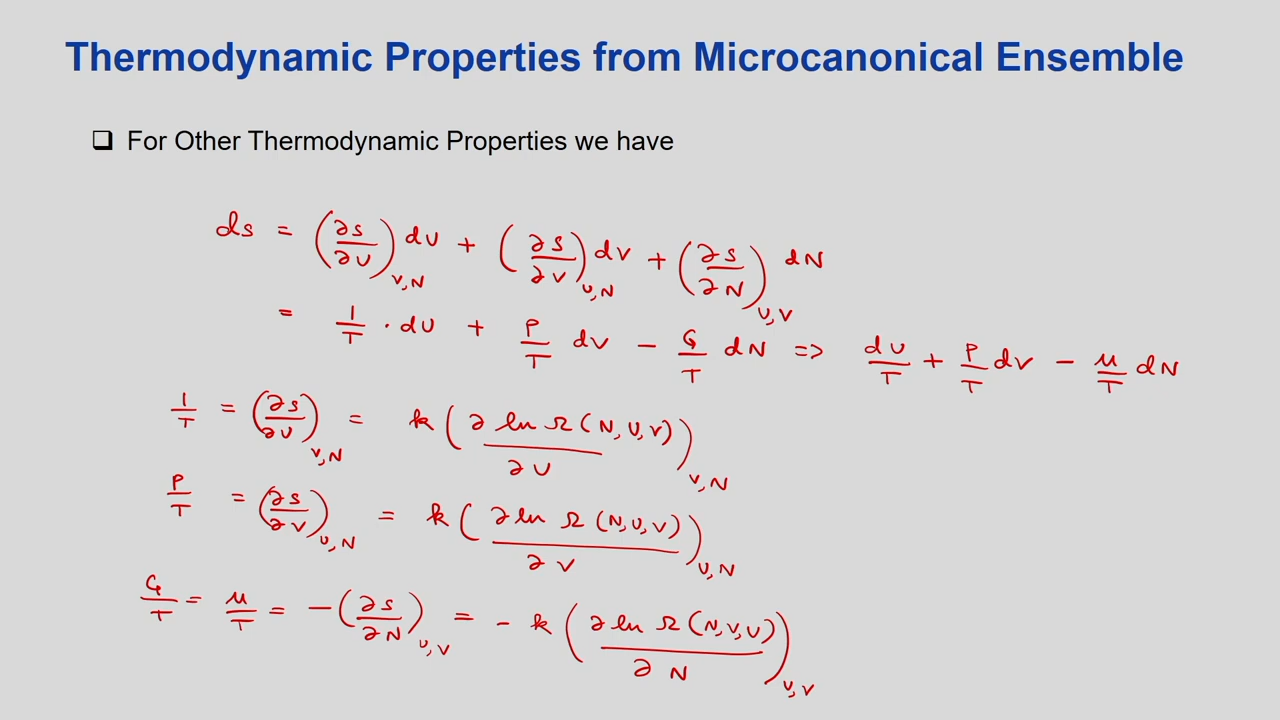 Thermodynamic Properties from Microcanonical Ensemble
❑ For Other Thermodynamic Properties we have
ds = (∂s/∂U)_{V,N} dU + (∂s/∂V)_{U,N} dV + (∂s/∂N)_{U,V} dN
= 1/T · dU + P/T dV − G/T dN ⇒ dU/T + P/T dV − μ/T dN
1/T = (∂s/∂U)_{V,N} = k (∂ ln Ω (N,U,V) / ∂U)_{V,N}
P/T = (∂s/∂V)_{U,N} = k (∂ ln Ω (N,U,V) / ∂V)_{U,N}
G/T = μ/T = −(∂s/∂N)_{U,V} = − k (∂ ln Ω (N,V,U) / ∂N)_{U,V}